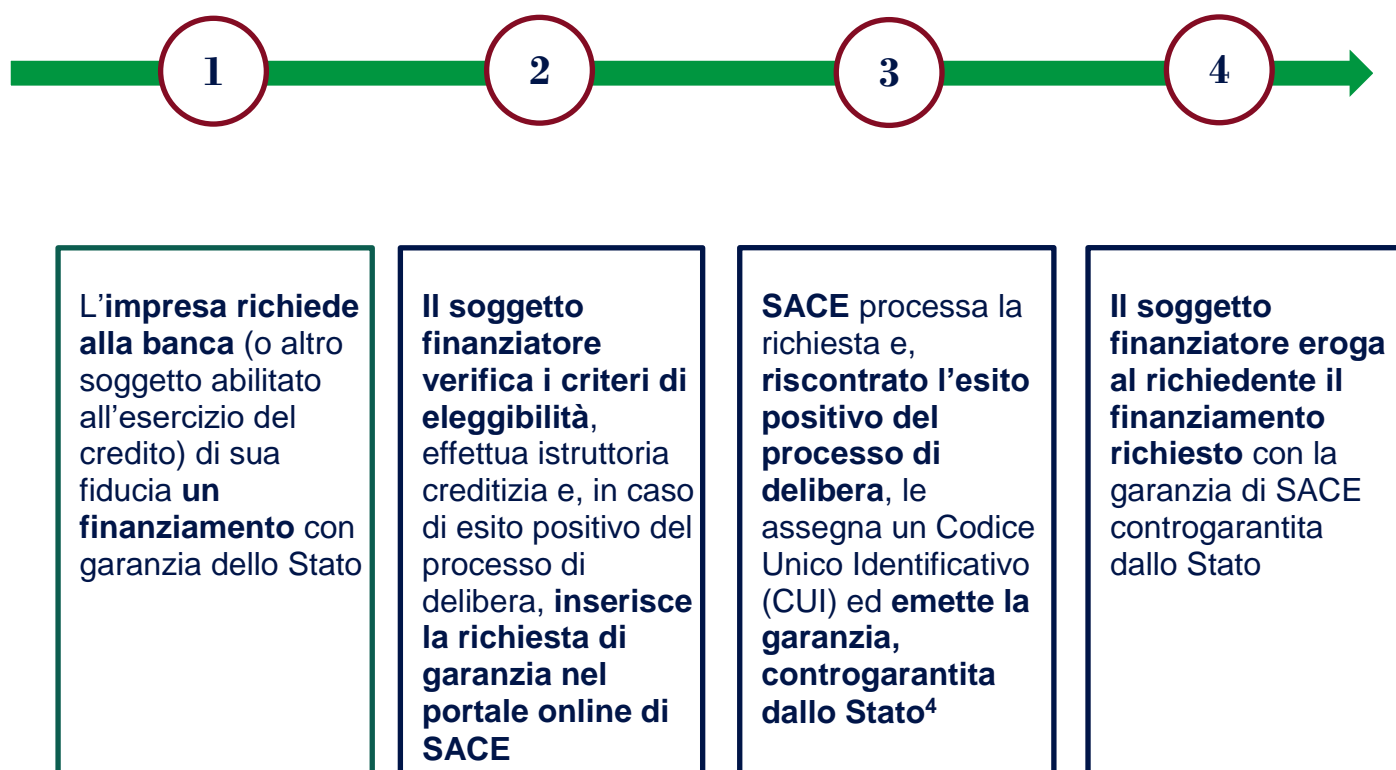 1
2
3
4
L’impresa richiede
alla banca (o altro
soggetto abilitato
all’esercizio del
credito) di sua
fiducia un
finanziamento con
garanzia dello Stato
Il soggetto
finanziatore
verifica i criteri di
eleggibilità,
effettua istruttoria
creditizia e, in caso
di esito positivo del
processo di
delibera, inserisce
la richiesta di
garanzia nel
portale online di
SACE
SACE processa la
richiesta e,
riscontrato l’esito
positivo del
processo di
delibera, le
assegna un Codice
Unico Identificativo
(CUI) ed emette la
garanzia,
controgarantita
dallo Stato⁴
Il soggetto
finanziatore eroga
al richiedente il
finanziamento
richiesto con la
garanzia di SACE
controgarantita
dallo Stato